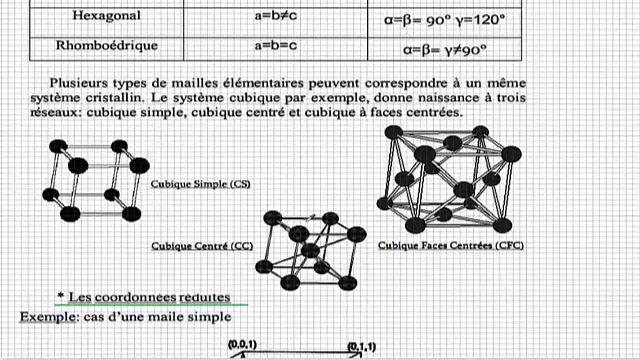 Hexagonal a=b≠c α=β= 90° γ=120°
Rhomboédrique a=b=c α=β= γ≠90°
Plusieurs types de mailles élémentaires peuvent correspondre à un même
système cristallin. Le système cubique par exemple, donne naissance à trois
réseaux: cubique simple, cubique centré et cubique à faces centrées.
Cubique Simple (CS)
Cubique Centré (CC)
Cubique Faces Centrées (CFC)
* Les coordonnées réduites
Exemple: cas d'une maile simple
(0,0,1) (0,1,1)